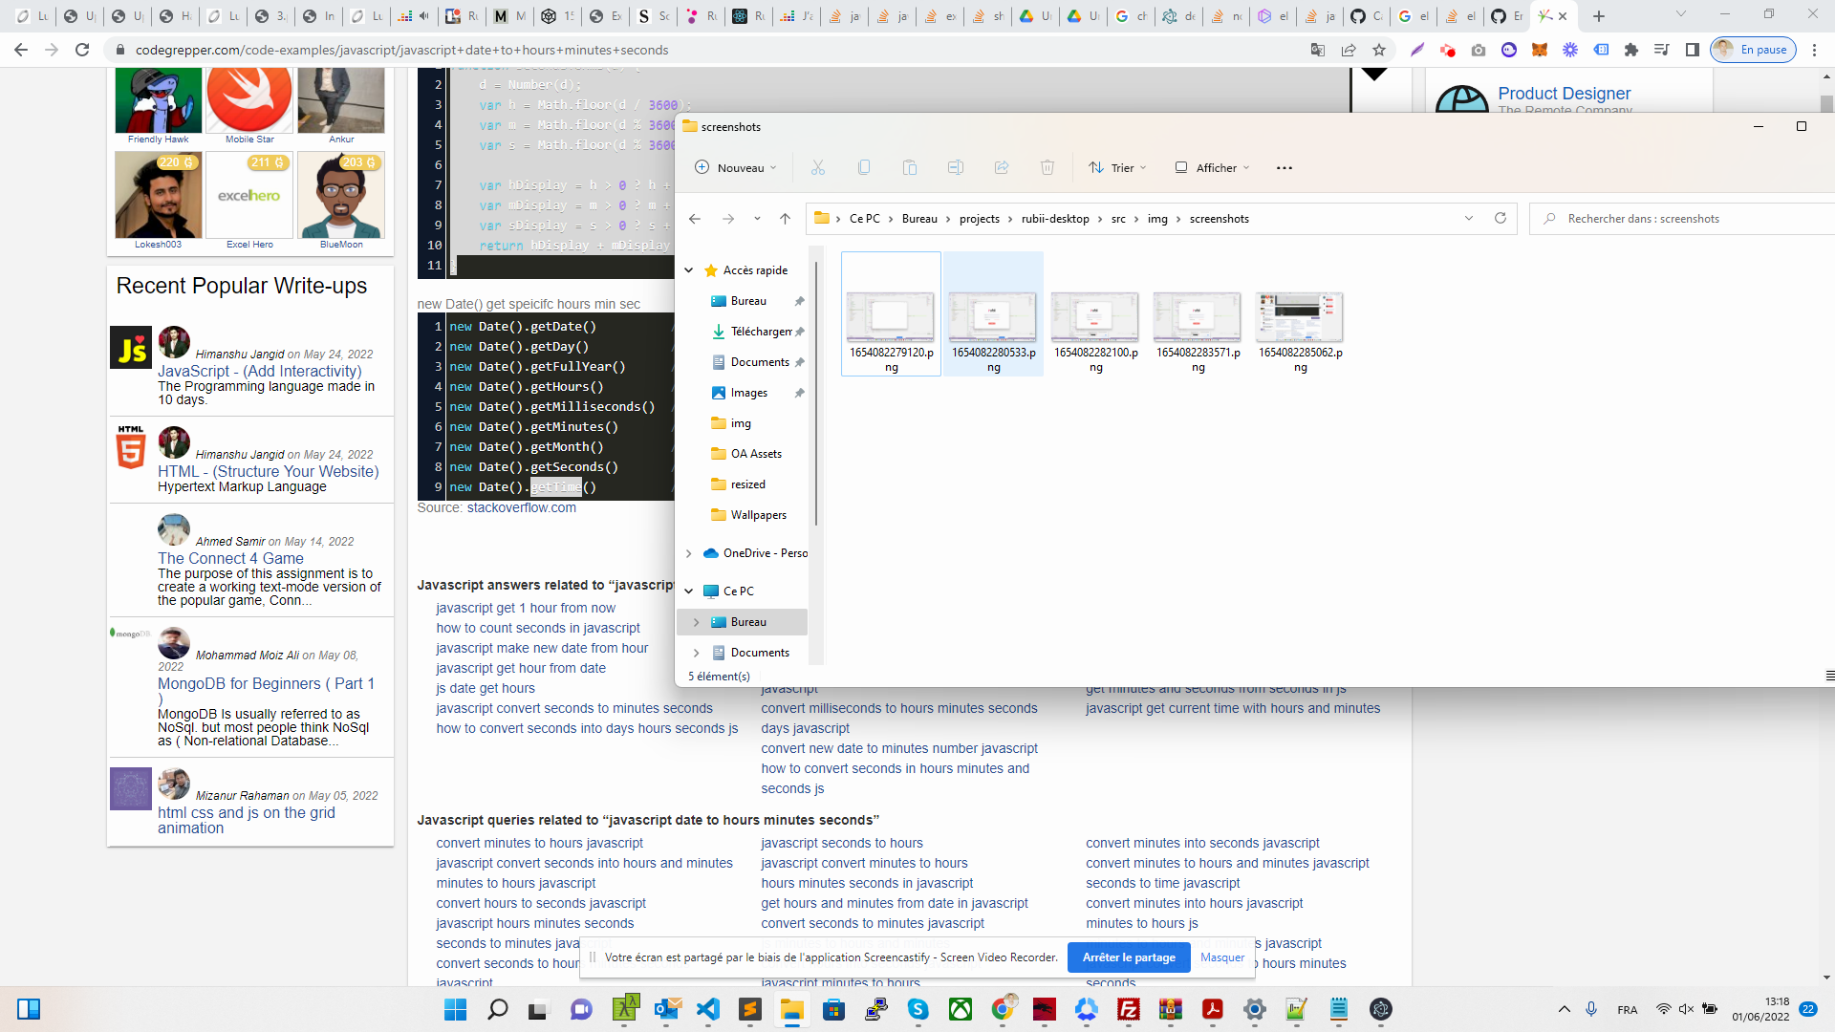 codegrepper.com/code-examples/javascript/javascript+date+to+hours+minutes+seconds
En pause
Friendly Hawk
Mobile Star
Ankur
220
211
203
excelhero
Lokesh003
Excel Hero
BlueMoon
Recent Popular Write-ups
JS
Himanshu Jangid on May 24, 2022
JavaScript - (Add Interactivity)
The Programming language made in
10 days.
HTML
Himanshu Jangid on May 24, 2022
HTML - (Structure Your Website)
Hypertext Markup Language
Ahmed Samir on May 14, 2022
The Connect 4 Game
The purpose of this assignment is to
create a working text-mode version of
the popular game, Conn...
mongoDB
Mohammad Moiz Ali on May 08,
2022
MongoDB for Beginners ( Part 1
)
MongoDB Is usually referred to as
NoSql. but most people think NoSql
as ( Non-relational Database...
Mizanur Rahaman on May 05, 2022
html css and js on the grid
animation
2 d = Number(d);
3 var h = Math.floor(d / 3600);
4 var m = Math.floor(d % 3600
5 var s = Math.floor(d % 3600
6
7 var hDisplay = h > 0 ? h +
8 var mDisplay = m > 0 ? m +
9 var sDisplay = s > 0 ? s +
10 return hDisplay + mDisplay
11 }
new Date() get speicifc hours min sec
1 new Date().getDate()
2 new Date().getDay()
3 new Date().getFullYear()
4 new Date().getHours()
5 new Date().getMilliseconds()
6 new Date().getMinutes()
7 new Date().getMonth()
8 new Date().getSeconds()
9 new Date().getTime()
Source: stackoverflow.com
Product Designer
The Remote Company
screenshots
Nouveau
Trier
Afficher
Ce PC > Bureau > projects > rubii-desktop > src > img > screenshots
Rechercher dans : screenshots
Accès rapide
Bureau
Téléchargem
Documents
Images
img
OA Assets
resized
Wallpapers
OneDrive - Perso
Ce PC
Bureau
Documents
5 élément(s)
1654082279120.p
ng
1654082280533.p
ng
1654082282100.p
ng
1654082283571.p
ng
1654082285062.p
ng
Javascript answers related to “javascript
javascript get 1 hour from now
how to count seconds in javascript
javascript make new date from hour
javascript get hour from date
js date get hours
javascript convert seconds to minutes seconds
how to convert seconds into days hours seconds js
javascript
convert milliseconds to hours minutes seconds
days javascript
convert new date to minutes number javascript
how to convert seconds in hours minutes and
seconds js
get minutes and seconds from seconds in js
javascript get current time with hours and minutes
Javascript queries related to “javascript date to hours minutes seconds”
convert minutes to hours javascript
javascript convert seconds into hours and minutes
minutes to hours javascript
convert hours to seconds javascript
javascript hours minutes seconds
seconds to minutes java
convert seconds to hour
javascript
javascript seconds to hours
javascript convert minutes to hours
hours minutes seconds in javascript
get hours and minutes from date in javascript
convert seconds to minutes javascript
javascript minutes to hours
convert minutes into seconds javascript
convert minutes to hours and minutes javascript
seconds to time javascript
convert minutes into hours javascript
minutes to hours js
javascript
hours minutes
seconds
Votre écran est partagé par le biais de l'application Screencastify - Screen Video Recorder.
Arrêter le partage
Masquer
FRA
13:18
01/06/2022
22